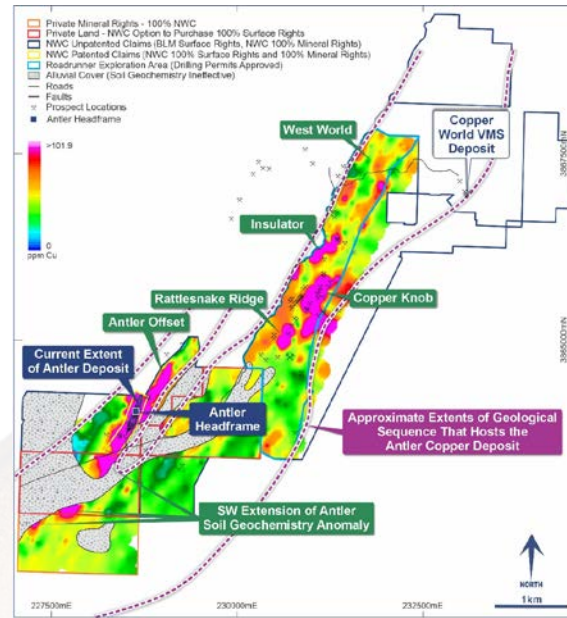 Private Mineral Rights - 100% NWC
Private Land - NWC Option to Purchase 100% Surface Rights
NWC Unpatented Claims (BLM Surface Rights, NWC 100% Mineral Rights)
NWC Patented Claims (NWC 100% Surface Rights and 100% Mineral Rights)
Roadrunner Exploration Area (Drilling Permits Approved)
Alluvial Cover (Soil Geochemistry Ineffective)
Roads
Faults
Prospect Locations
Antler Headframe
>101.9
0
ppm Cu
West World
Copper
World VMS
Deposit
3867500mN
Insulator
Rattlesnake Ridge
Copper Knob
Antler Offset
3865000mN
Current Extent
of Antler Deposit
Antler
Headframe
Approximate Extents of Geological
Sequence That Hosts the
Antler Copper Deposit
SW Extension of Antler
Soil Geochemistry Anomaly
NORTH
1km
227500mE
230000mE
232500mE